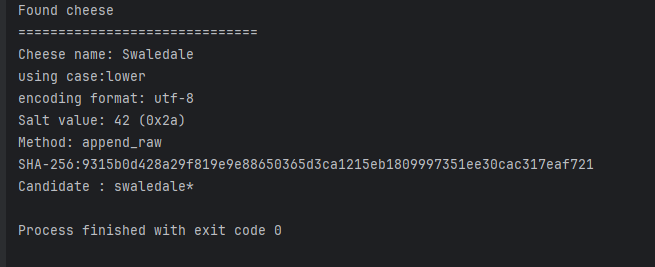 Found cheese
==============================
Cheese name: Swaledale
using case:lower
encoding format: utf-8
Salt value: 42 (0x2a)
Method: append_raw
SHA-256:9315b0d428a29f819e9e88650365d3ca1215eb1809997351ee30cac317eaf721
Candidate : swaledale*
Process finished with exit code 0